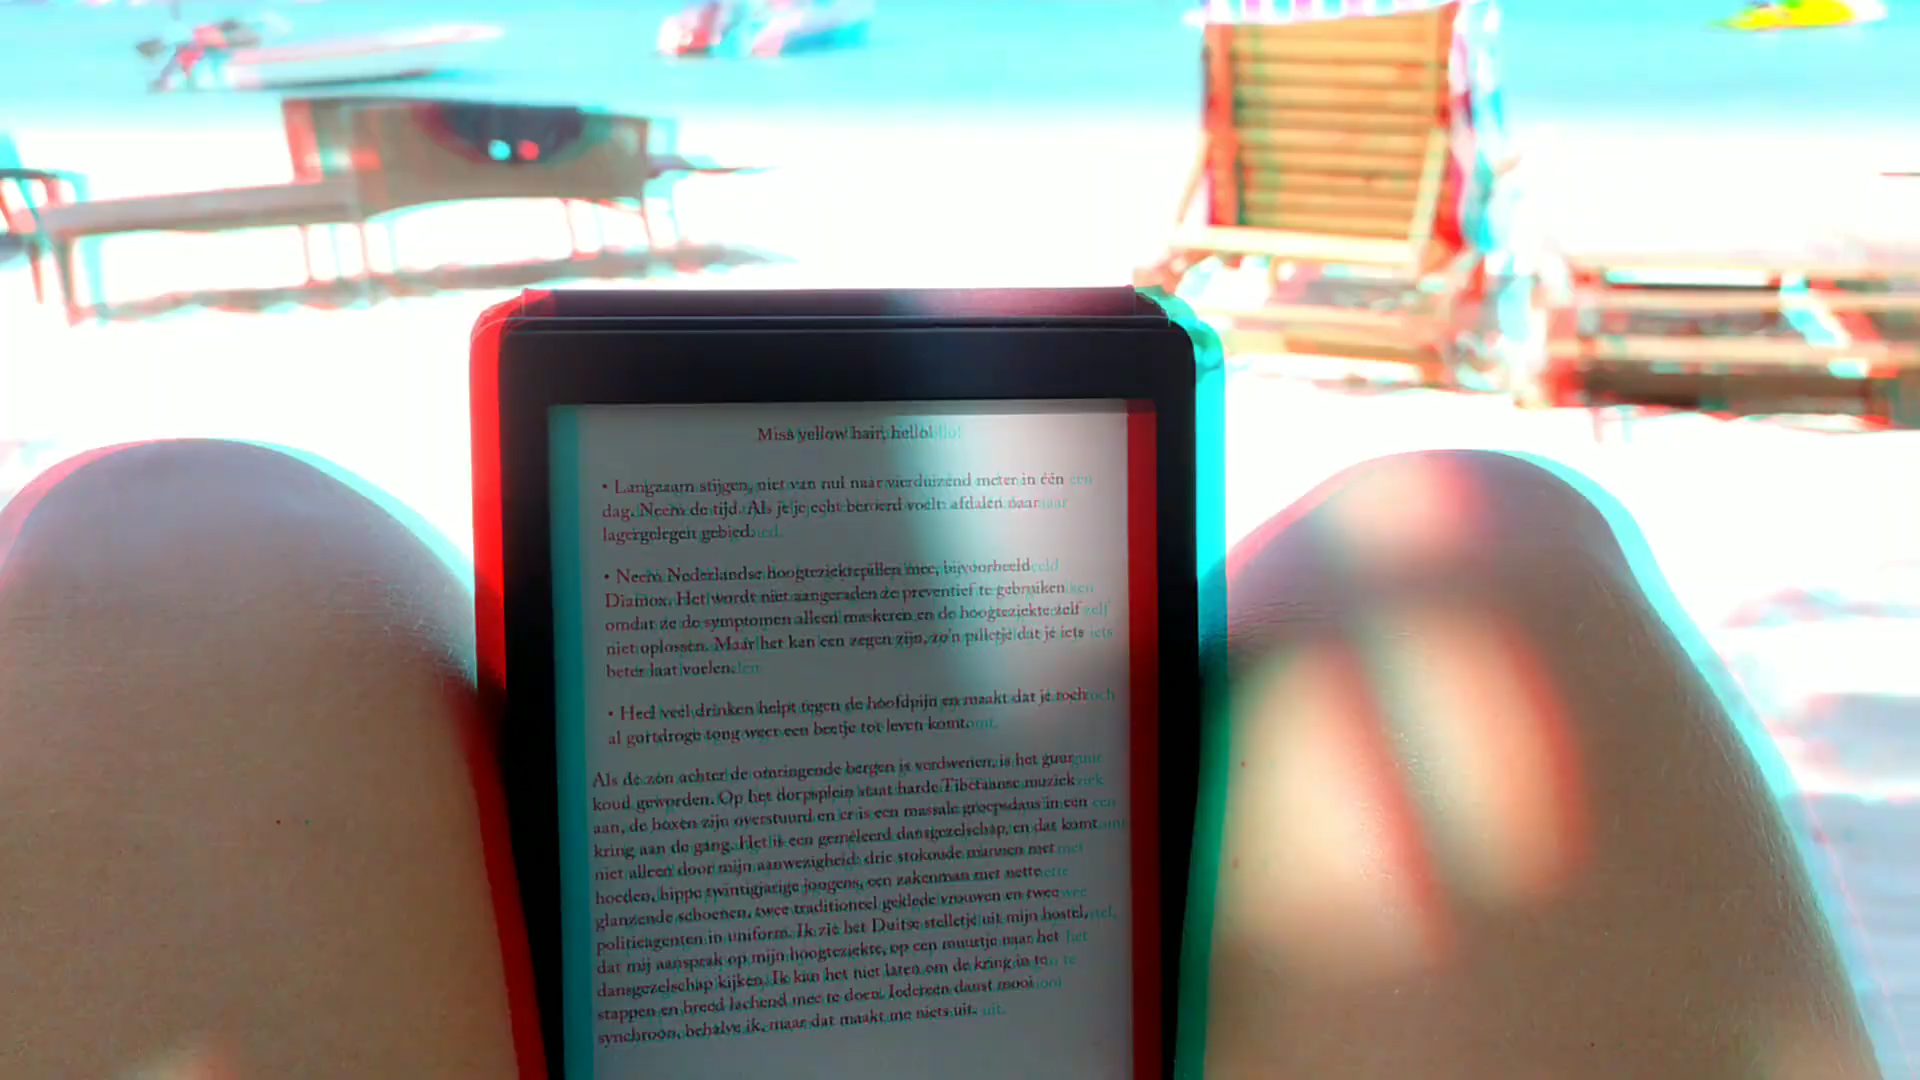 Miss yellow hair, hello!
• Langzaam stijgen, niet van nul naar vierduizend meter in één
dag. Neem de tijd. Als je je echt beroerd voelt: afdalen naar
lagergelegen gebied.
• Neem Nederlandse hoogteziektepillen mee, bijvoorbeeld
Diamox. Het wordt niet aangeraden ze preventief te gebruiken
omdat ze de symptomen alleen maskeren en de hoogteziekte zelf
niet oplossen. Maar het kan een zegen zijn, zo'n pilletje dat je iets
beter laat voelen.
• Heel veel drinken helpt tegen de hoofdpijn en maakt dat je toch
al gortdroge tong weer een beetje tot leven komt.
Als de zon achter de omringende bergen is verdwenen, is het guur
koud geworden. Op het dorpsplein staat harde Tibetaanse muziek
aan, de boxen zijn overstuurd en er is een massale groepsdans in een
kring aan de gang. Het is een gemêleerd dansgezelschap, en dat komt
niet alleen door mijn aanwezigheid: drie stokoude mannen met
hoeden, hippe twintigjarige jongens, een zakenman met nette
glanzende schoenen, twee traditioneel geklede vrouwen en twee
politieagenten in uniform. Ik zie het Duitse stelletje uit mijn hostel,
dat mij aansprak op mijn hoogteziekte, op een muurtje naar het
dansgezelschap kijken. Ik kan het niet laten om de kring in te
stappen en breed lachend mee te doen. Iedereen danst mooi
synchroon, behalve ik, maar dat maakt me niets uit.